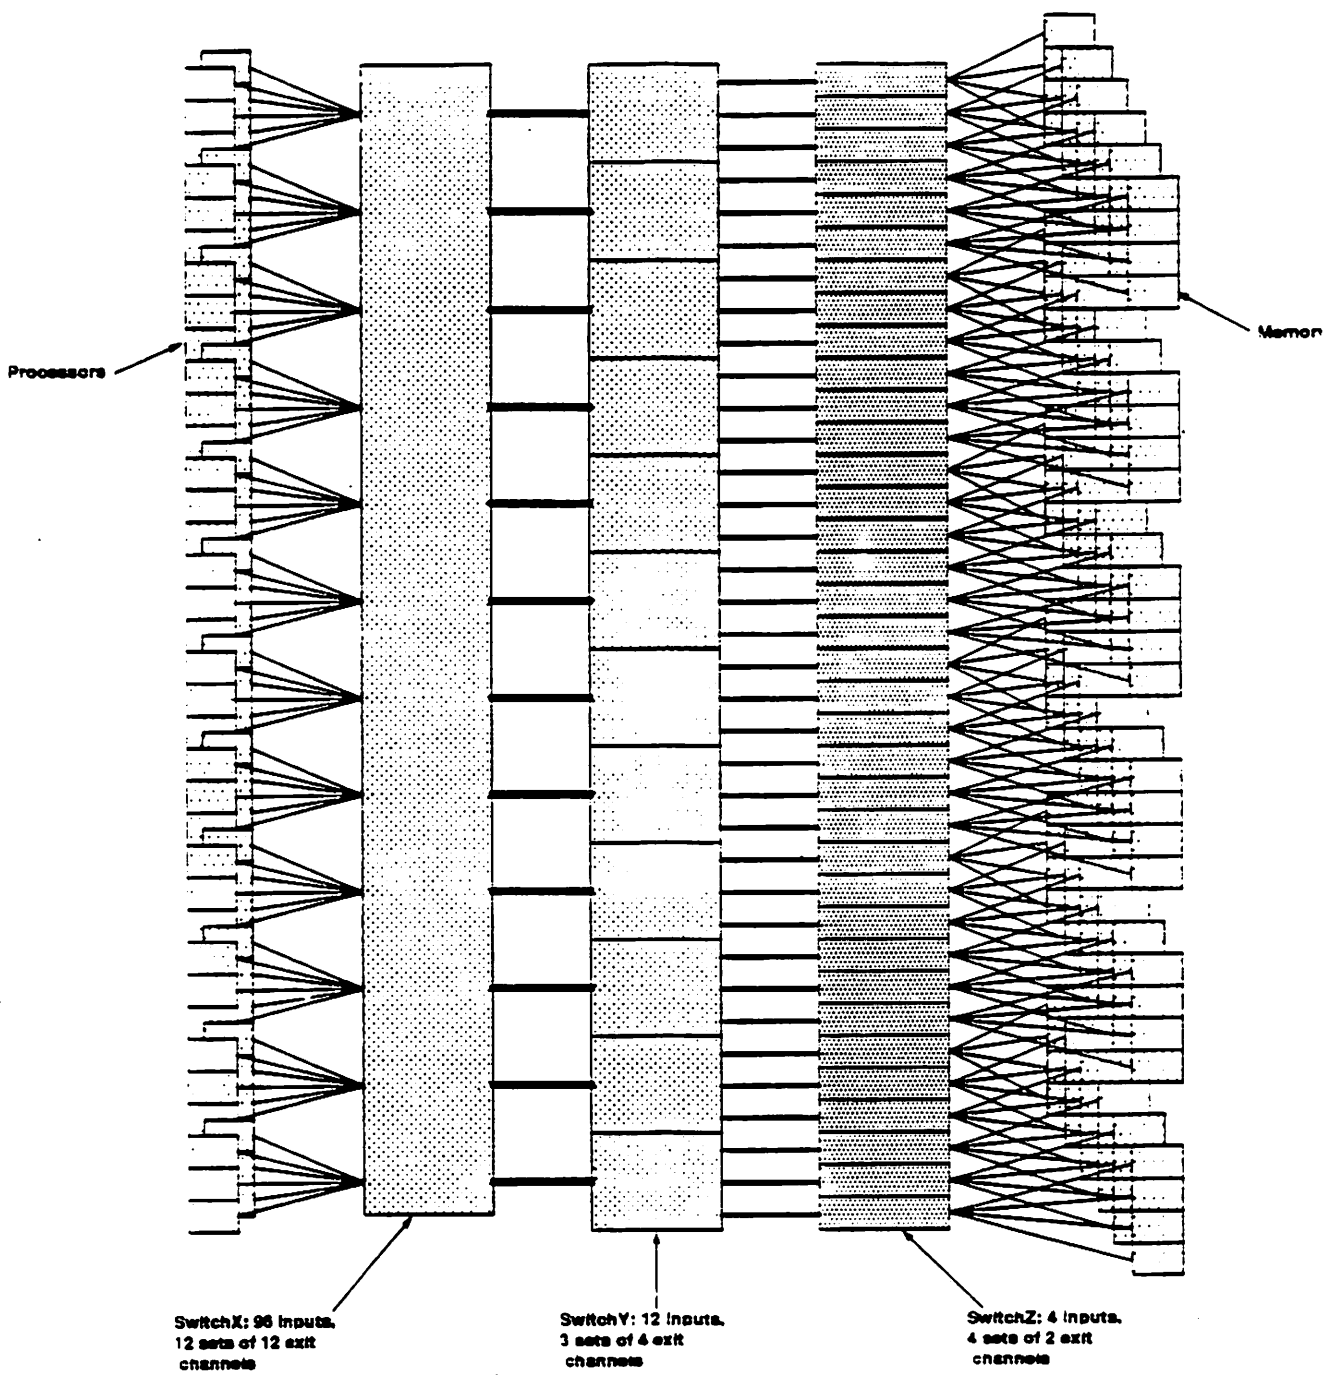 Processors
Memor
SwitchX: 96 inputs,
12 sets of 12 exit
channels
SwitchY: 12 inputs,
3 sets of 4 exit
channels
SwitchZ: 4 inputs,
4 sets of 2 exit
channels